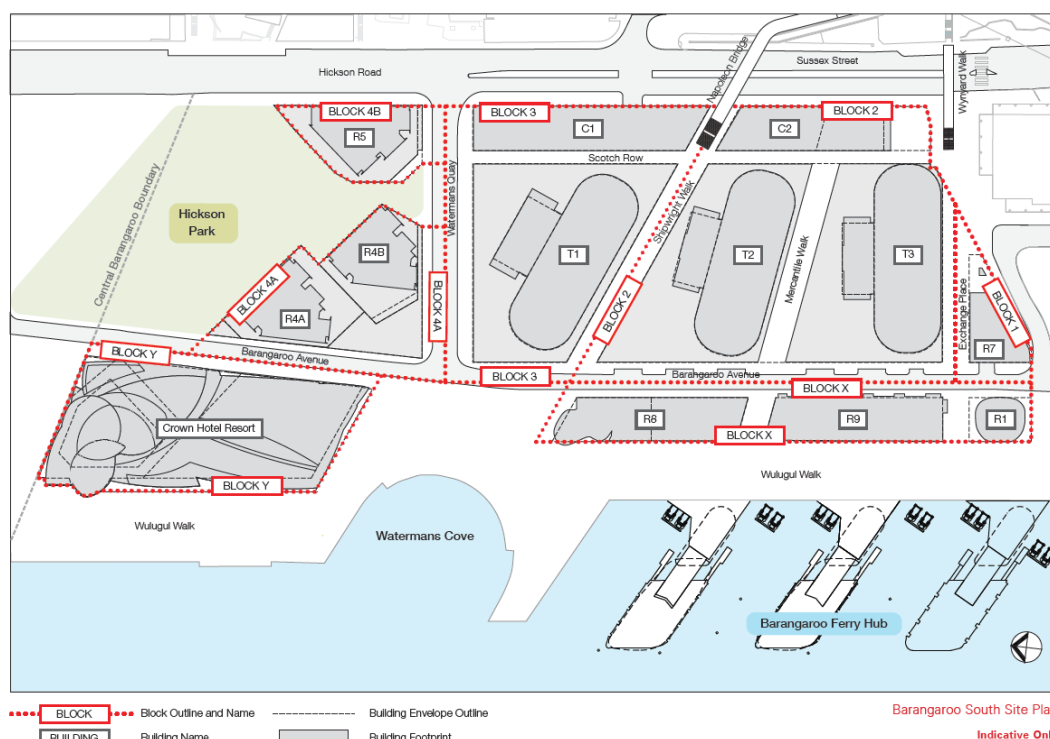 Hickson Road
Sussex Street
Napoleon Bridge
Wynyard Walk
BLOCK 4B
R5
BLOCK 3
C1
C2
BLOCK 2
Scotch Row
Watermans Quay
Central Barangaroo Boundary
Hickson
Park
R4B
BLOCK 4A
R4A
BLOCK 4A
T1
Shipwright Walk
BLOCK 2
T2
Mercantile Walk
T3
Exchange Place
BLOCK 1
R7
BLOCK Y
Barangaroo Avenue
BLOCK 3
Barangaroo Avenue
BLOCK X
Crown Hotel Resort
R8
R9
R1
BLOCK X
BLOCK Y
Wulugul Walk
Wulugul Walk
Watermans Cove
Barangaroo Ferry Hub
BLOCK Block Outline and Name Building Envelope Outline
BUILDING Building Name Building Footprint
Barangaroo South Site Pla
Indicative Onl